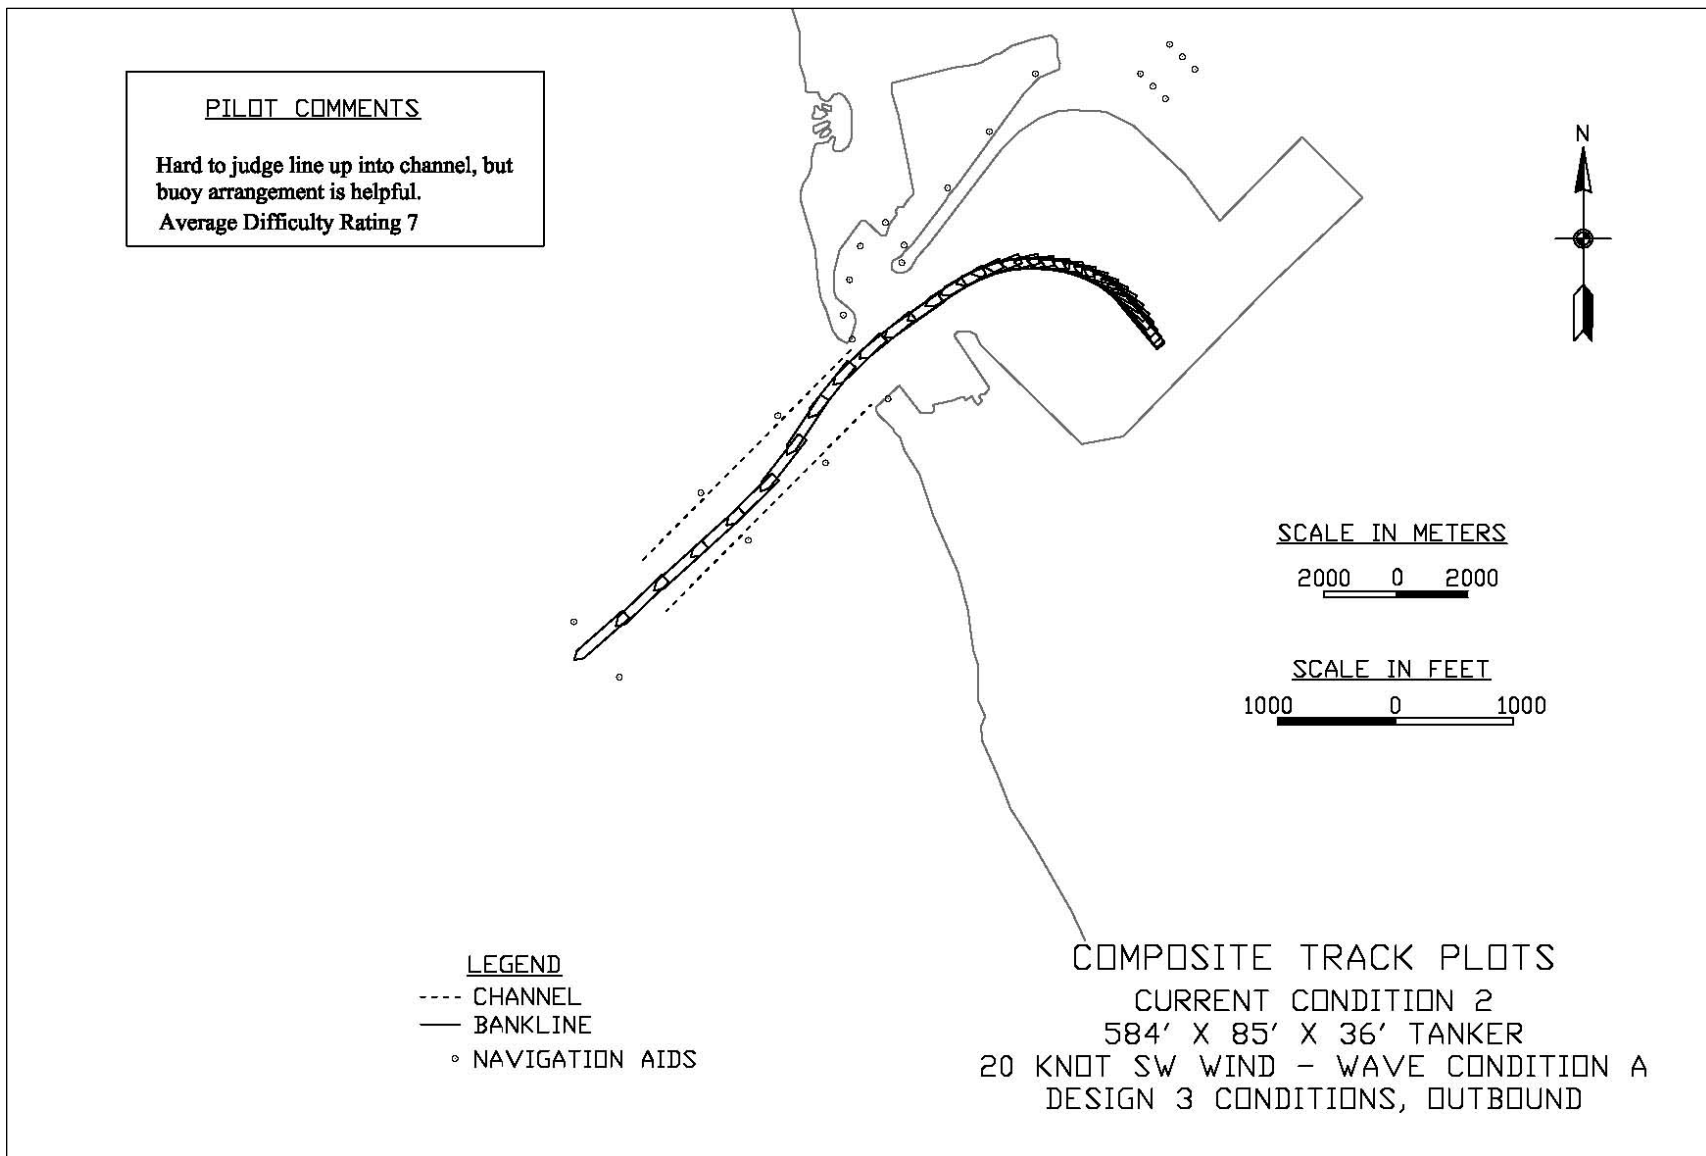 PILOT COMMENTS
Hard to judge line up into channel, but
buoy arrangement is helpful.
Average Difficulty Rating 7
N
SCALE IN METERS
2000 0 2000
SCALE IN FEET
1000 0 1000
LEGEND
CHANNEL
BANKLINE
NAVIGATION AIDS
COMPOSITE TRACK PLOTS
CURRENT CONDITION 2
584' X 85' X 36' TANKER
20 KNOT SW WIND - WAVE CONDITION A
DESIGN 3 CONDITIONS, OUTBOUND